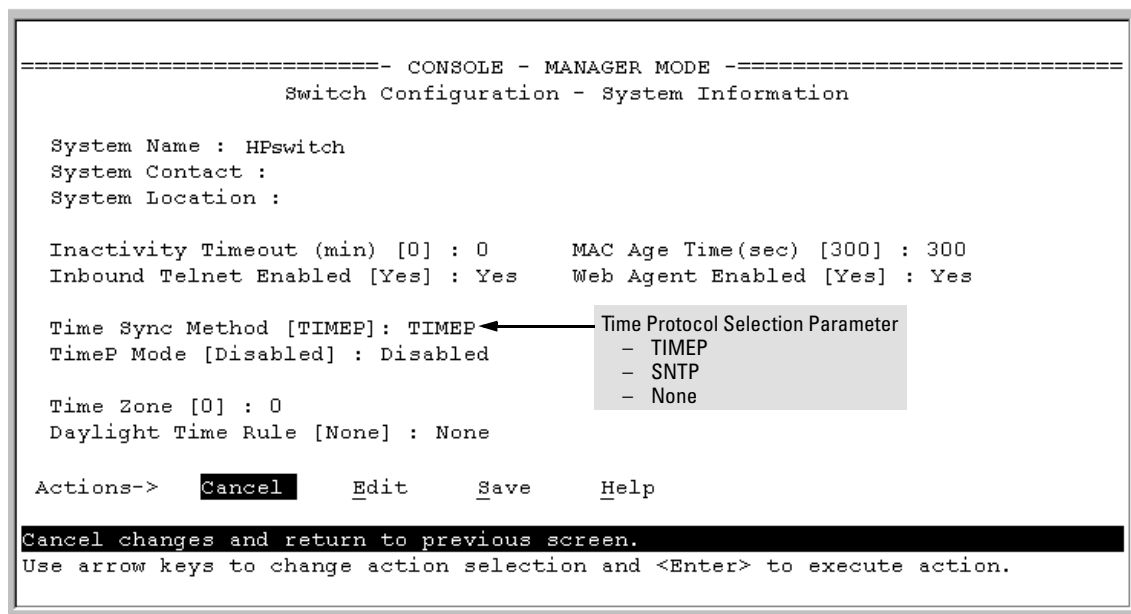 ===========================- CONSOLE - MANAGER MODE -============================
Switch Configuration - System Information
System Name : HPswitch
System Contact :
System Location :
Inactivity Timeout (min) [0] : 0 MAC Age Time(sec) [300] : 300
Inbound Telnet Enabled [Yes] : Yes Web Agent Enabled [Yes] : Yes
Time Sync Method [TIMEP]: TIMEP
TimeP Mode [Disabled] : Disabled
Time Protocol Selection Parameter
– TIMEP
– SNTP
– None
Time Zone [0] : 0
Daylight Time Rule [None] : None
Actions-> Cancel Edit Save Help
Cancel changes and return to previous screen.
Use arrow keys to change action selection and <Enter> to execute action.